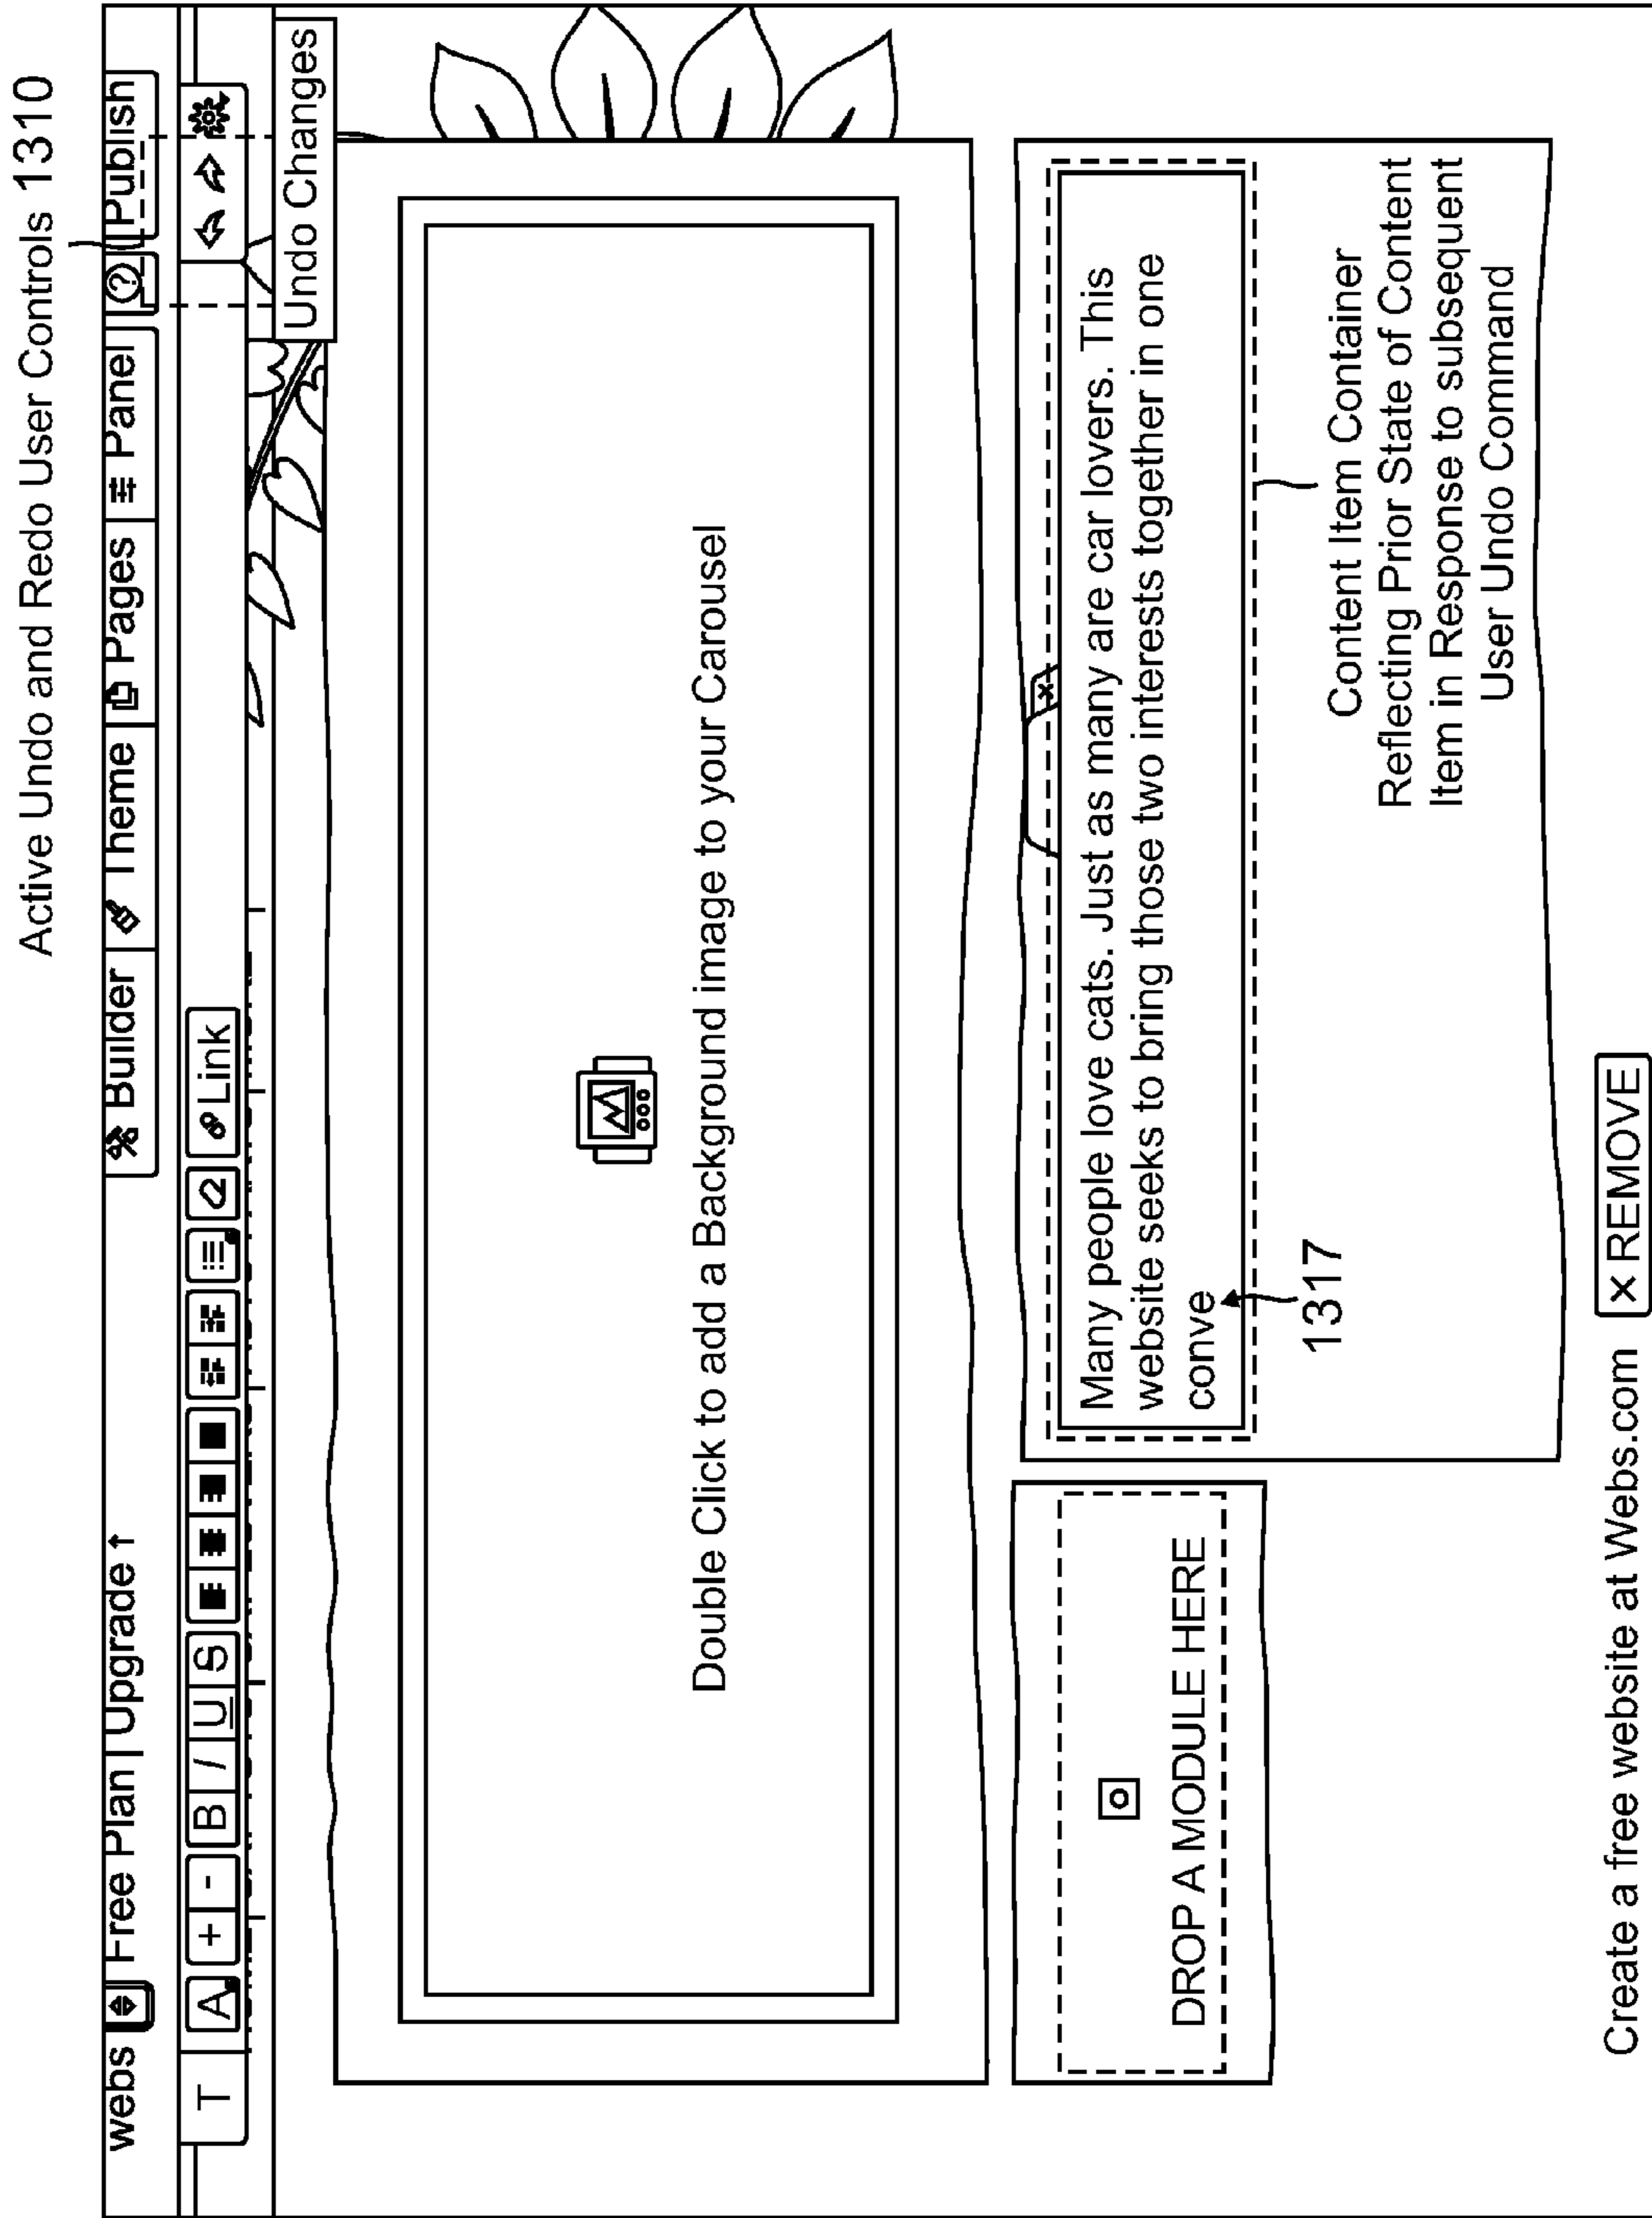 Active Undo and Redo User Controls 1310
webs Free Plan | Upgrade ↑
Builder Theme Pages Panel ? Publish
T A + - B I U S Link
Undo Changes
Double Click to add a Background image to your Carousel
DROP A MODULE HERE
Many people love cats. Just as many are car lovers. This
website seeks to bring those two interests together in one
conve
1317
Content Item Container
Reflecting Prior State of Content
Item in Response to subsequent
User Undo Command
Create a free website at Webs.com x REMOVE